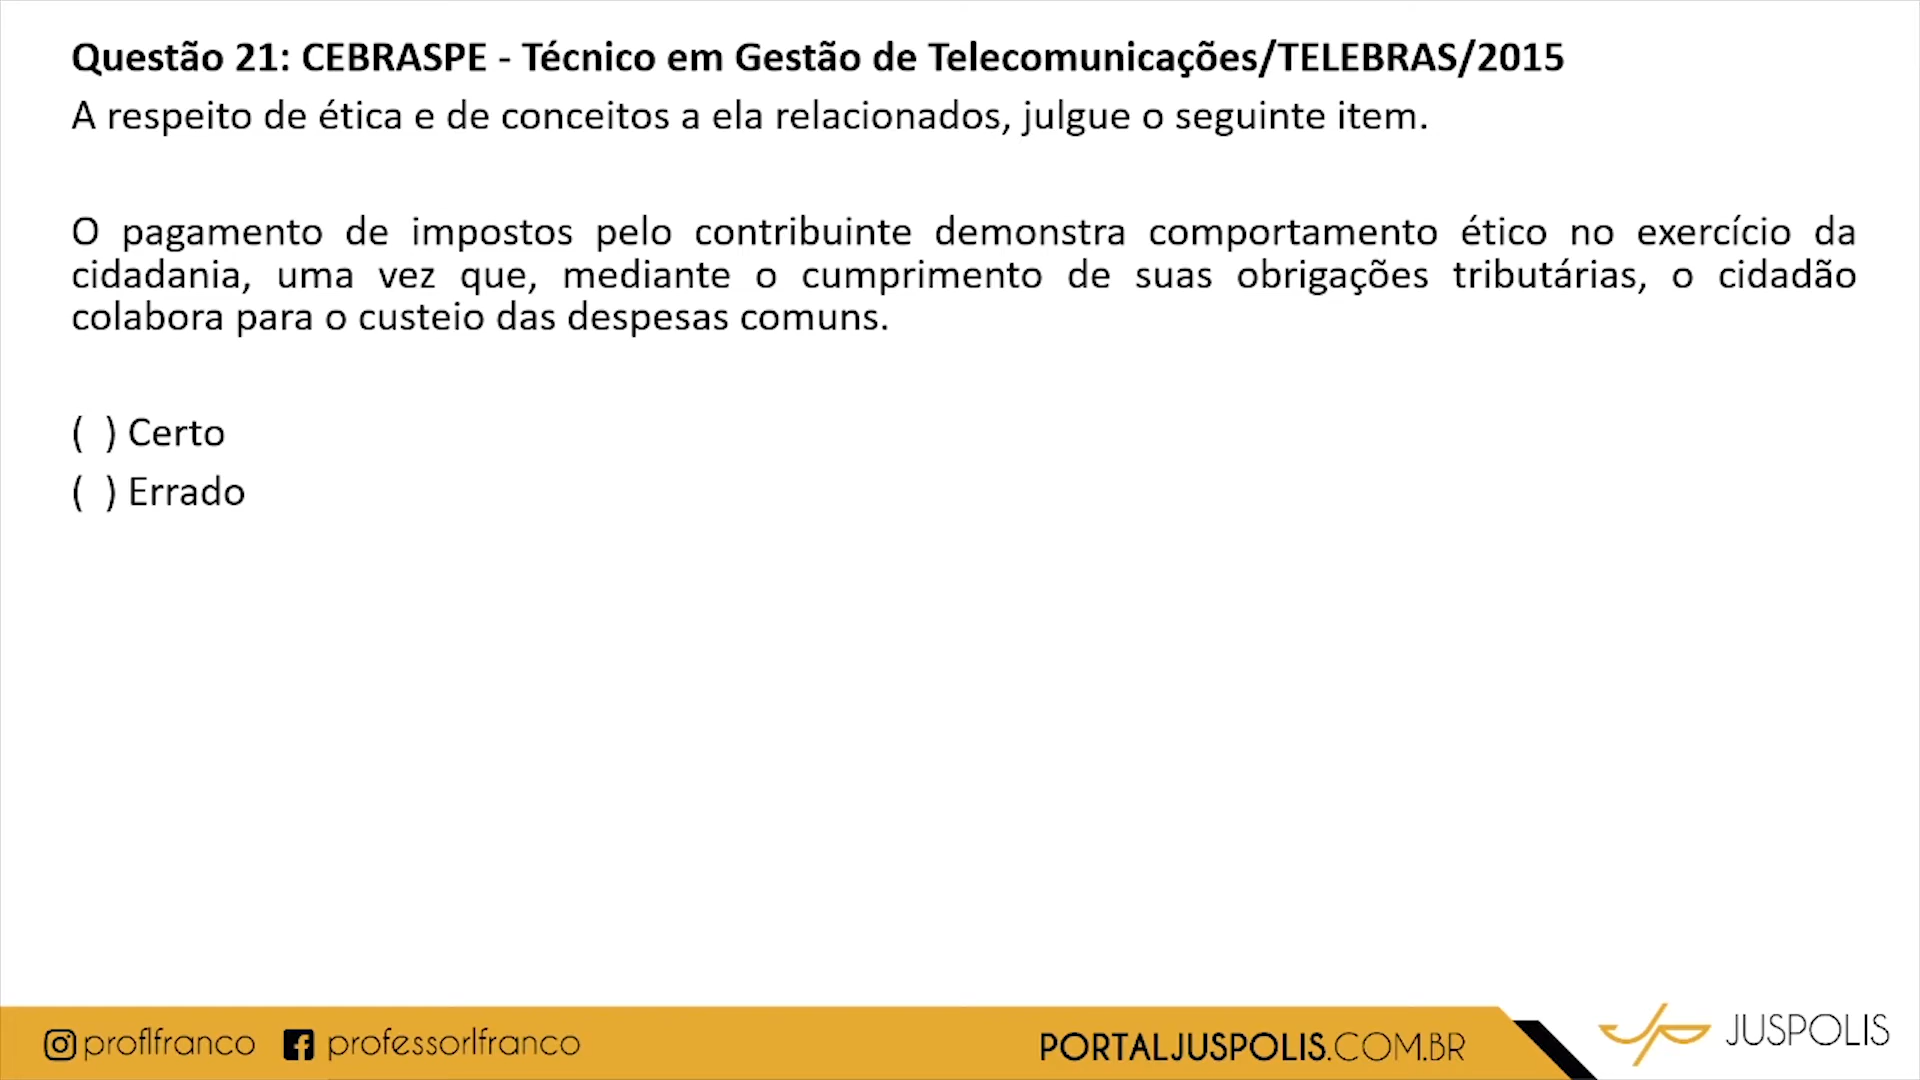 Questão 21: CEBRASPE - Técnico em Gestão de Telecomunicações/TELEBRAS/2015
A respeito de ética e de conceitos a ela relacionados, julgue o seguinte item.
O pagamento de impostos pelo contribuinte demonstra comportamento ético no exercício da
cidadania, uma vez que, mediante o cumprimento de suas obrigações tributárias, o cidadão
colabora para o custeio das despesas comuns.
( ) Certo
( ) Errado
proflfranco professorlfranco PORTALJUSPOLIS.COM.BR JUSPOLIS